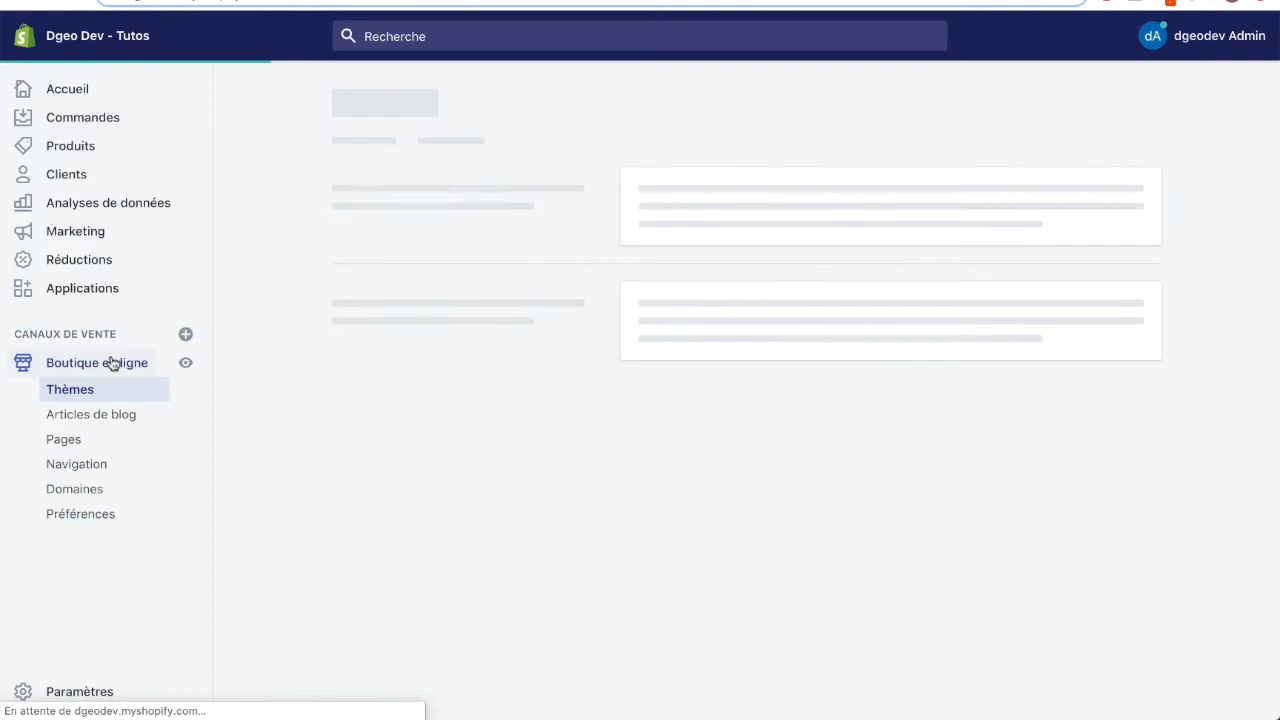 Dgeo Dev - Tutos
Recherche
dA
dgeodev Admin
Accueil
Commandes
Produits
Clients
Analyses de données
Marketing
Réductions
Applications
CANAUX DE VENTE
Boutique en ligne
Thèmes
Articles de blog
Pages
Navigation
Domaines
Préférences
Paramètres
En attente de dgeodev.myshopify.com...